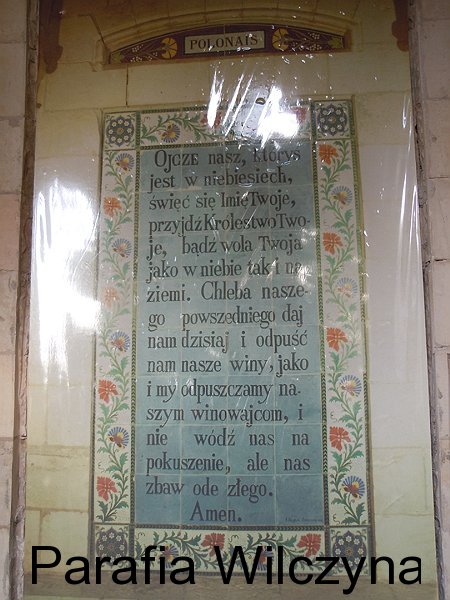 POLONAIS
OJCZE nasz, któryś
jest w niebiesiech,
święć się Imię Twoje,
przyjdź Królestwo Two-
je, bądź wola Twoja
jako w niebie tak i na
ziemi. Chleba nasze-
go powszedniego daj
nam dzisiaj i odpuść
nam nasze winy, jako
i my odpuszczamy na-
szym winowajcom, i
nie wódź nas na
pokuszenie, ale nas
zbaw ode złego.
Amen.
Parafia Wilczyna